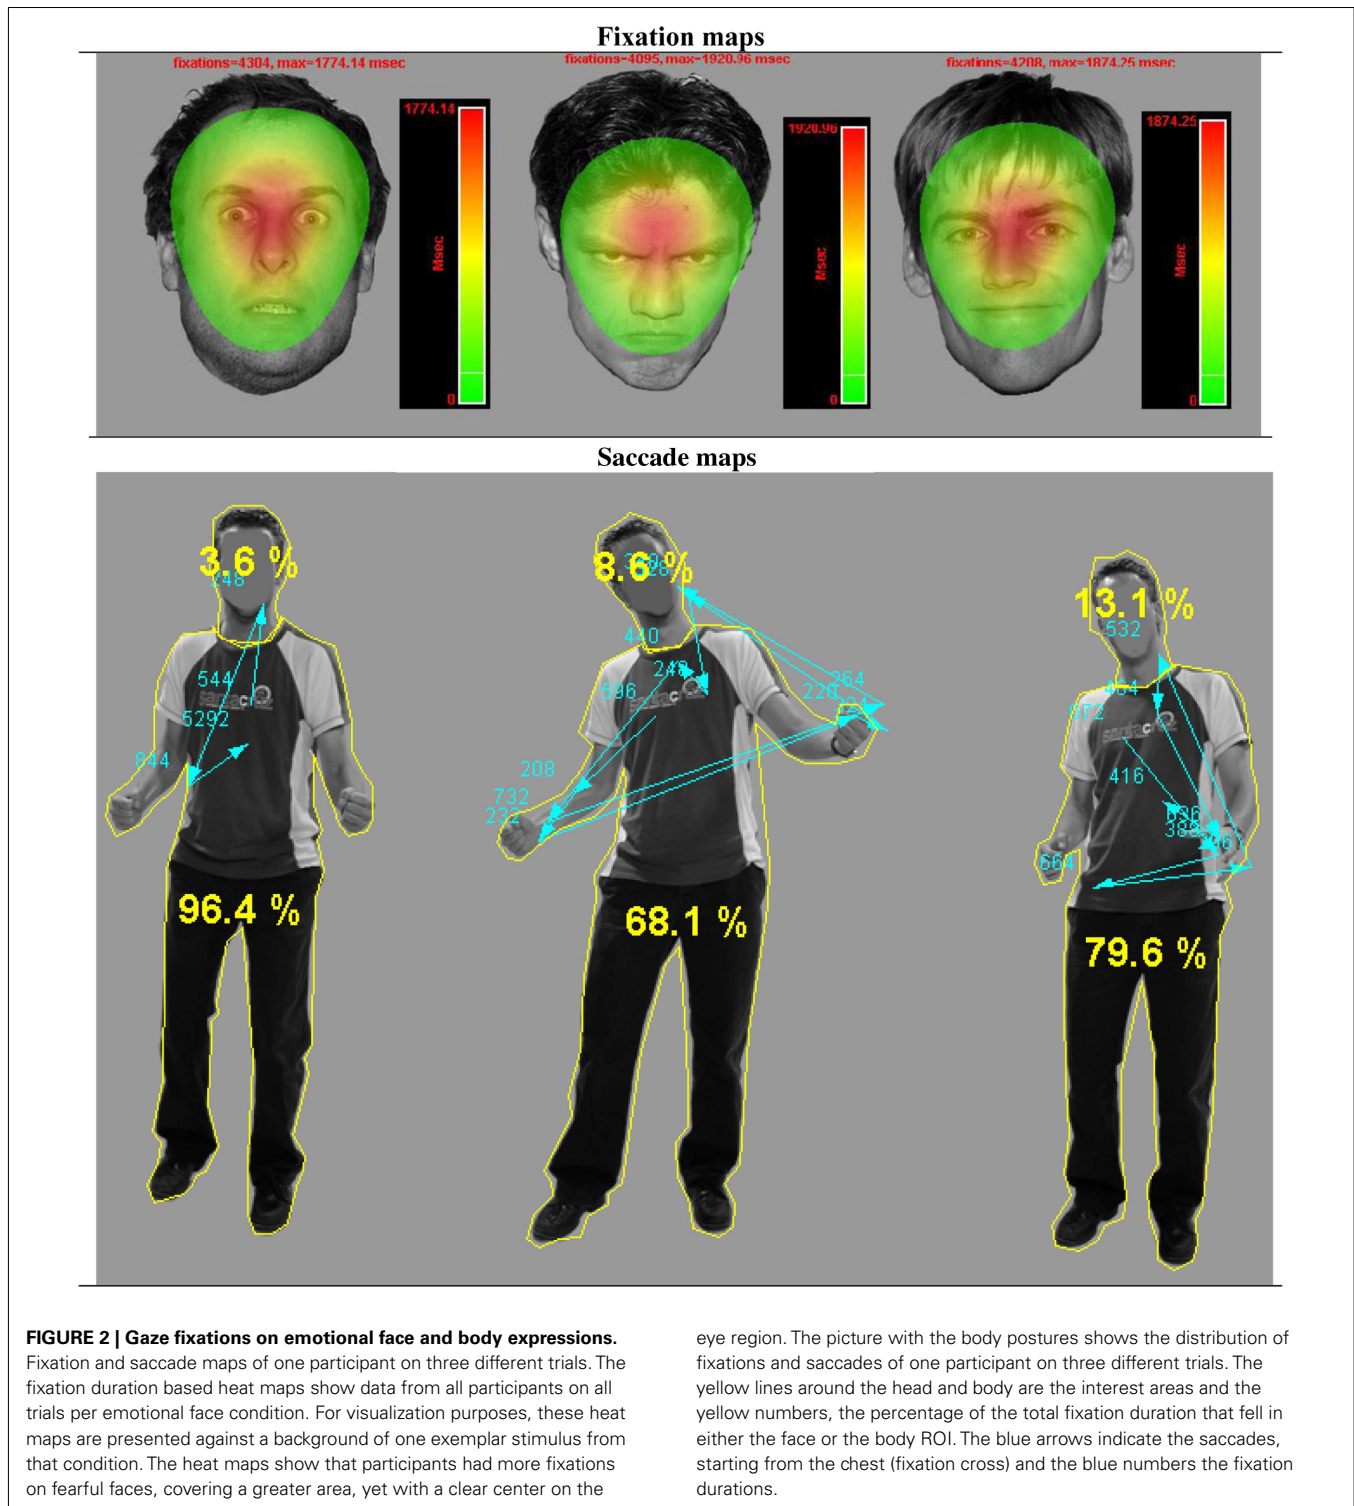 Fixation maps
fixations=4304, max=1774.14 msec
fixations=4095, max=1920.96 msec
fixations=4208, max=1874.25 msec
1774.14
Msec
0
1920.96
Msec
0
1874.25
Msec
0
Saccade maps
3.6 %
248
544
5292
844
96.4 %
8.6 %
440
596
220
264
208
732
232
68.1 %
13.1 %
532
464
572
416
564
79.6 %
FIGURE 2 | Gaze fixations on emotional face and body expressions.
Fixation and saccade maps of one participant on three different trials. The
fixation duration based heat maps show data from all participants on all
trials per emotional face condition. For visualization purposes, these heat
maps are presented against a background of one exemplar stimulus from
that condition. The heat maps show that participants had more fixations
on fearful faces, covering a greater area, yet with a clear center on the
eye region. The picture with the body postures shows the distribution of
fixations and saccades of one participant on three different trials. The
yellow lines around the head and body are the interest areas and the
yellow numbers, the percentage of the total fixation duration that fell in
either the face or the body ROI. The blue arrows indicate the saccades,
starting from the chest (fixation cross) and the blue numbers the fixation
durations.